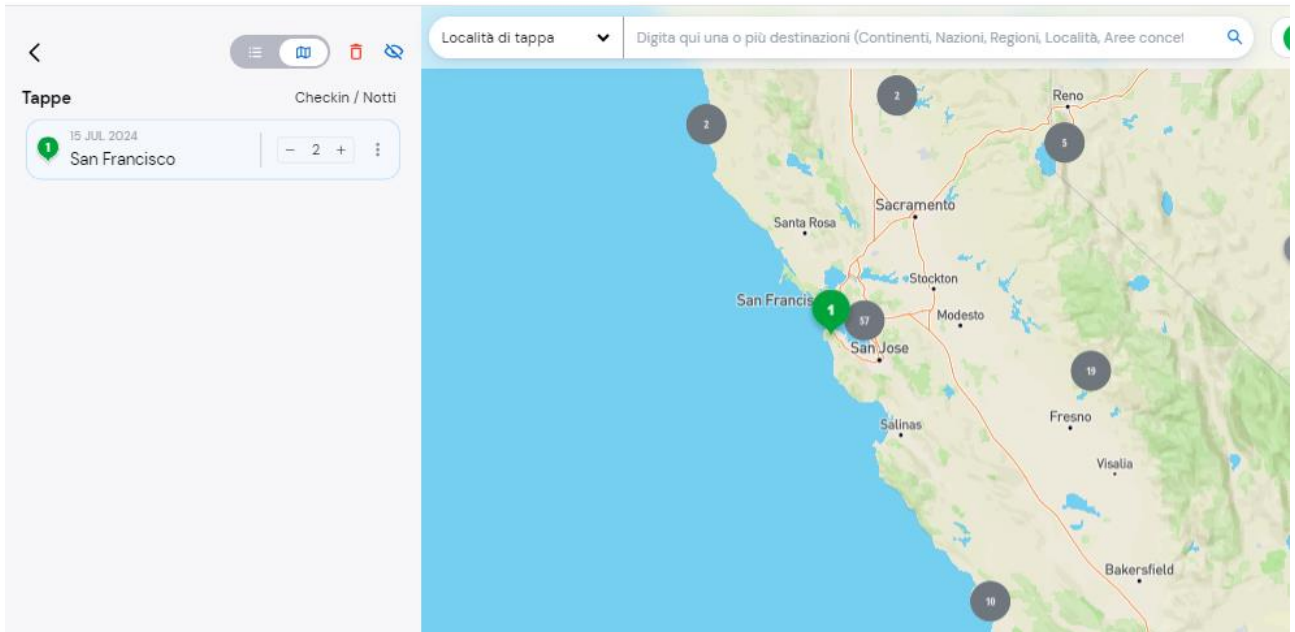 Località di tappa
Digita qui una o più destinazioni (Continenti, Nazioni, Regioni, Località, Aree conce
Tappe
Checkin / Notti
1
15 JUL 2024
San Francisco
− 2 +
2
2
Reno
5
Sacramento
Santa Rosa
Stockton
San Francis
1
57
Modesto
San Jose
19
Salinas
Fresno
Visalia
Bakersfield
10